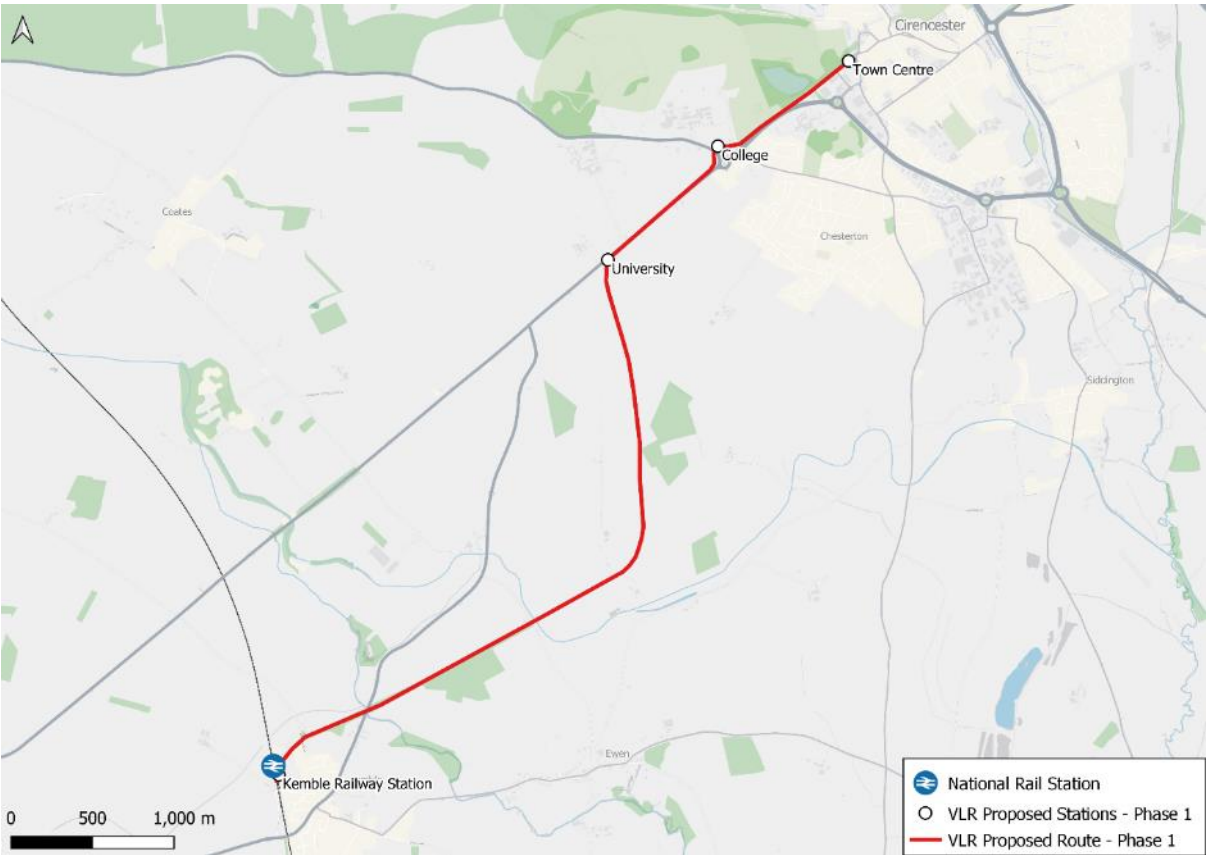 Cirencester
Town Centre
College
Coates
Chesterton
University
Siddington
Ewen
Kemble Railway Station
0 500 1,000 m
National Rail Station
VLR Proposed Stations - Phase 1
VLR Proposed Route - Phase 1